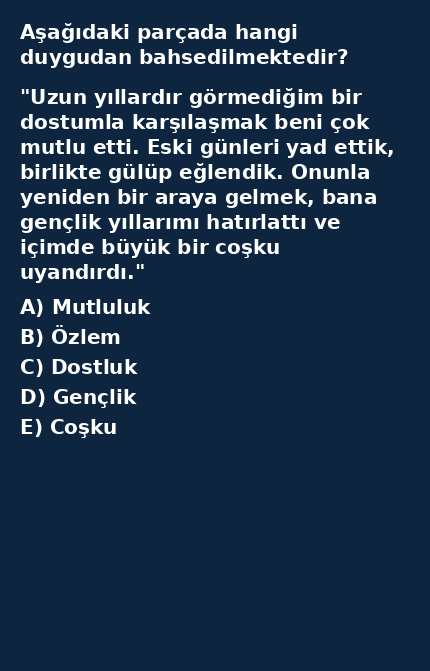 Aşağıdaki parçada hangi
duygudan bahsedilmektedir?
"Uzun yıllardır görmediğim bir
dostumla karşılaşmak beni çok
mutlu etti. Eski günleri yad ettik,
birlikte gülüp eğlendik. Onunla
yeniden bir araya gelmek, bana
gençlik yıllarımı hatırlattı ve
içimde büyük bir coşku
uyandırdı."
A) Mutluluk
B) Özlem
C) Dostluk
D) Gençlik
E) Coşku